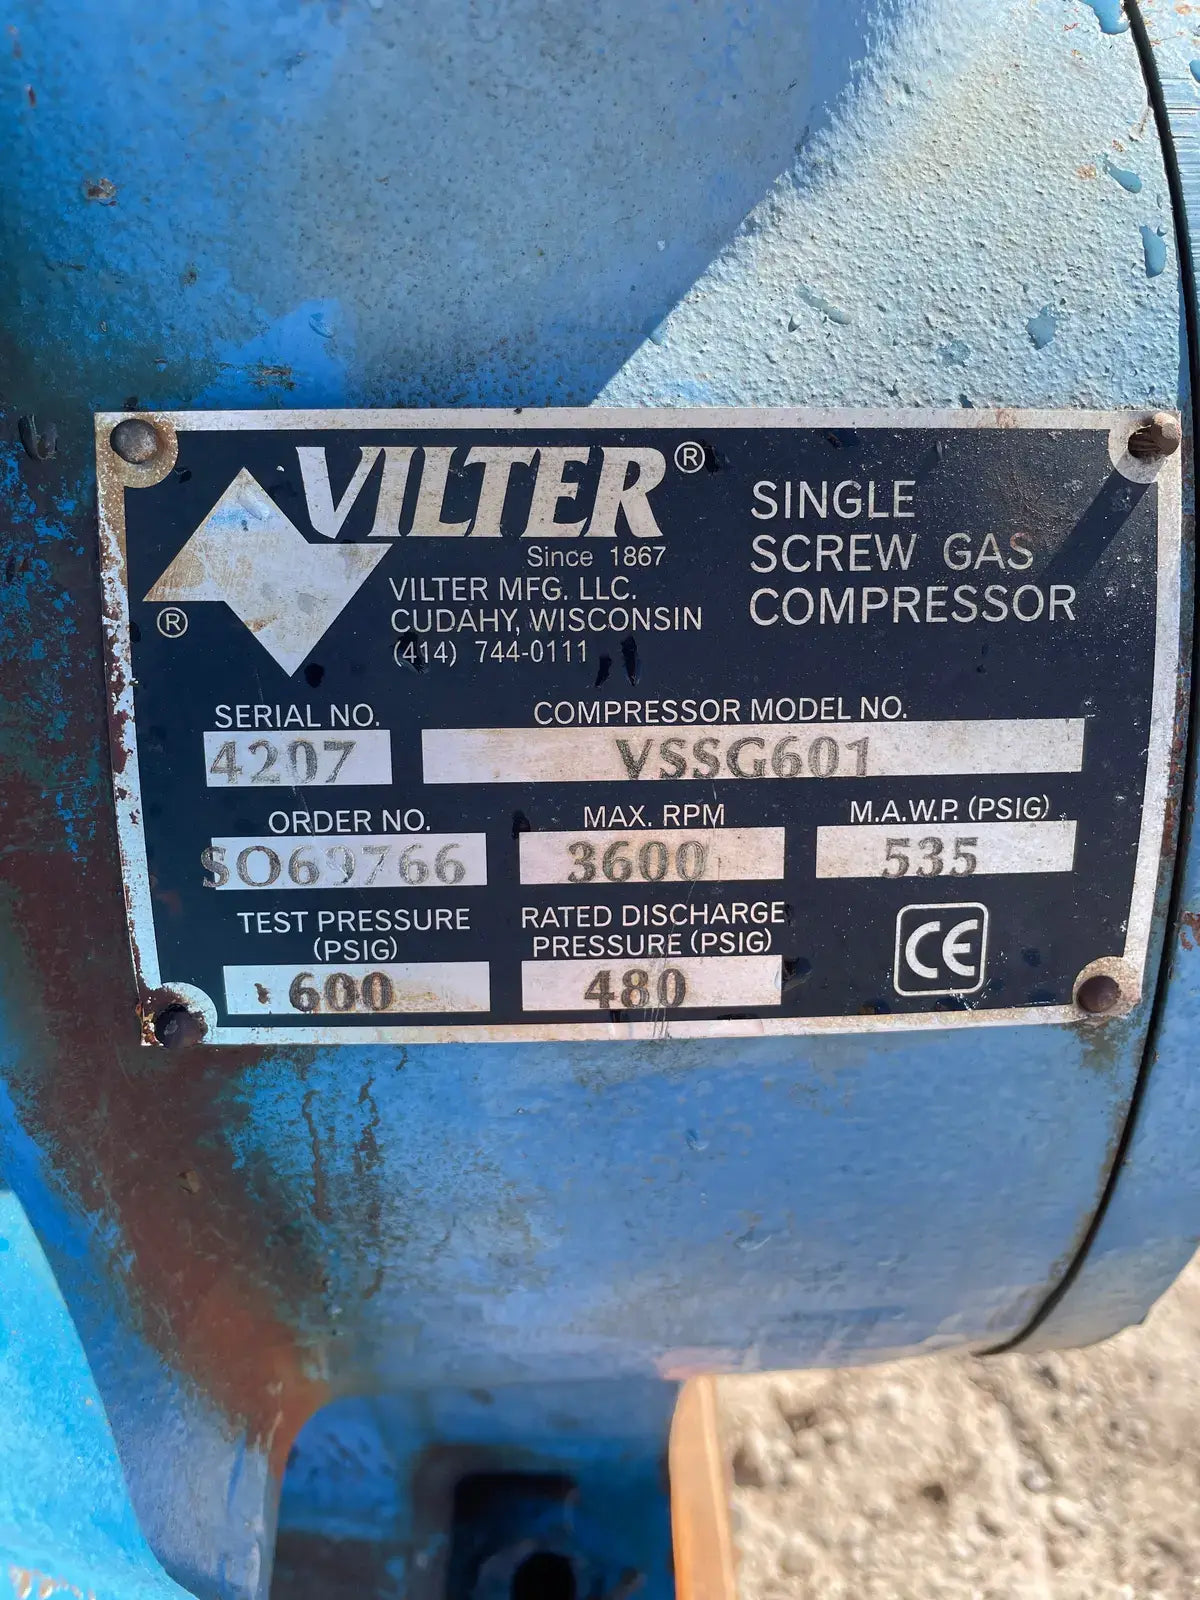 VILTER®
Since 1867
®
VILTER MFG. LLC.
CUDAHY, WISCONSIN
(414) 744-0111
SINGLE
SCREW GAS
COMPRESSOR
SERIAL NO.
4207
COMPRESSOR MODEL NO.
VSSG601
ORDER NO.
SO69766
MAX. RPM
3600
M.A.W.P. (PSIG)
535
TEST PRESSURE
(PSIG)
600
RATED DISCHARGE
PRESSURE (PSIG)
480
CE